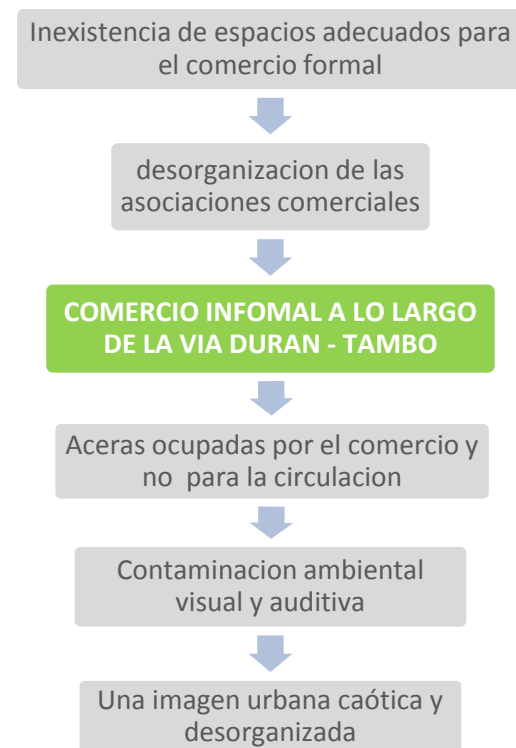 Inexistencia de espacios adecuados para
el comercio formal
desorganizacion de las
asociaciones comerciales
COMERCIO INFOMAL A LO LARGO
DE LA VIA DURAN - TAMBO
Aceras ocupadas por el comercio y
no para la circulacion
Contaminacion ambiental
visual y auditiva
Una imagen urbana caótica y
desorganizada